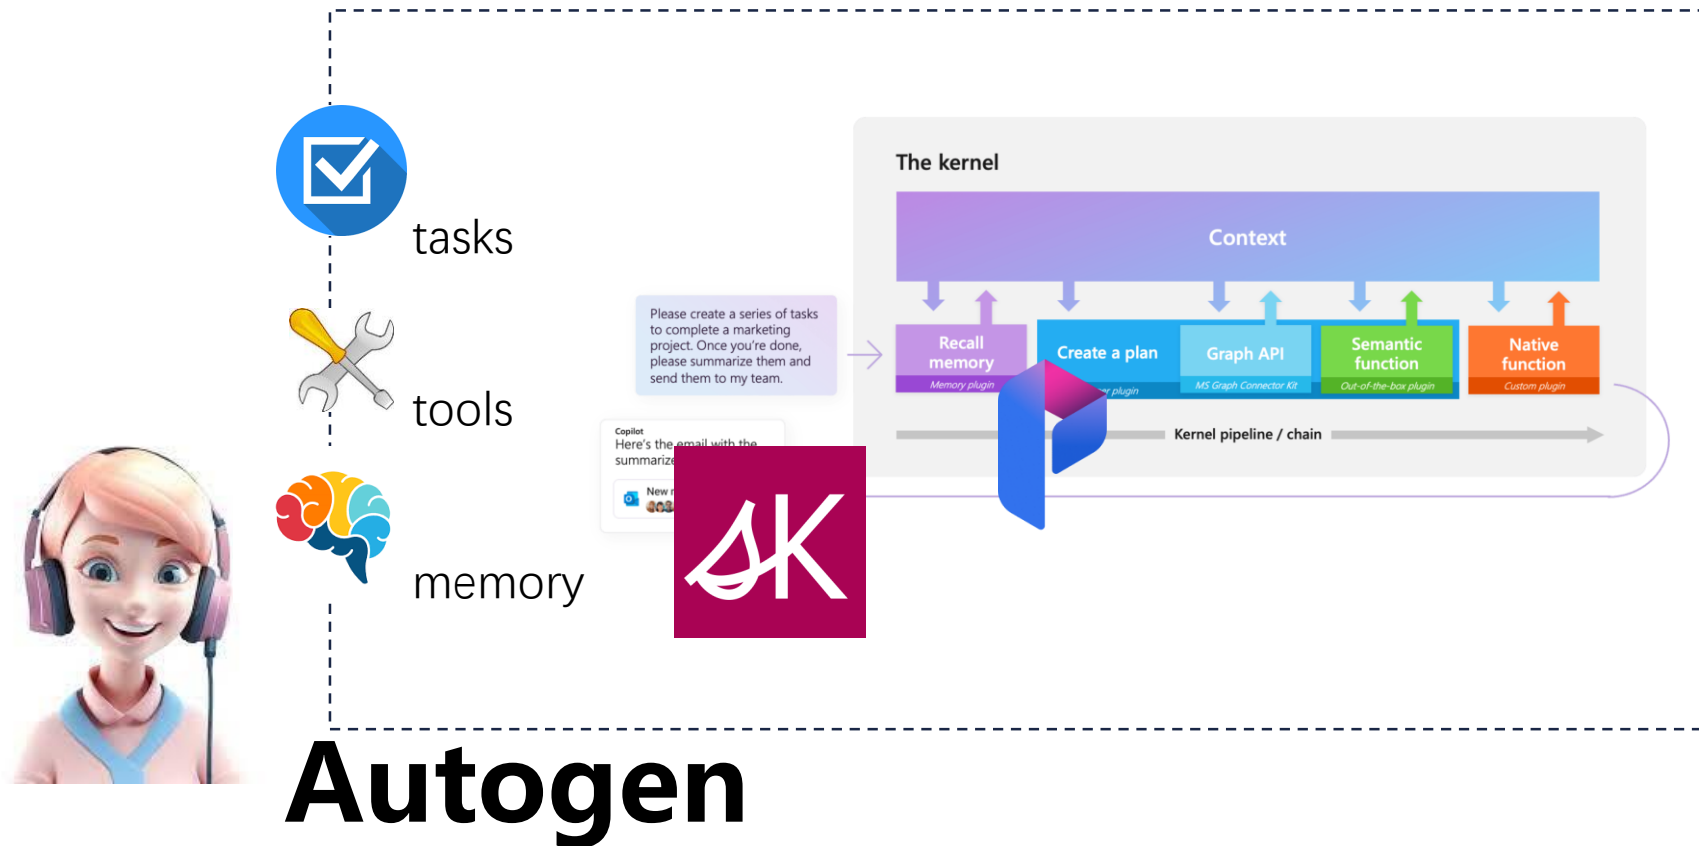 tasks
tools
memory
Please create a series of tasks
to complete a marketing
project. Once you're done,
please summarize them and
send them to my team.
Copilot
Here's the email with the
summarize
New
The kernel
Context
Recall
memory
Memory plugin
Create a plan
plugin
Graph API
MS Graph Connector Kit
Semantic
function
Out-of-the-box plugin
Native
function
Custom plugin
Kernel pipeline / chain
sK
Autogen